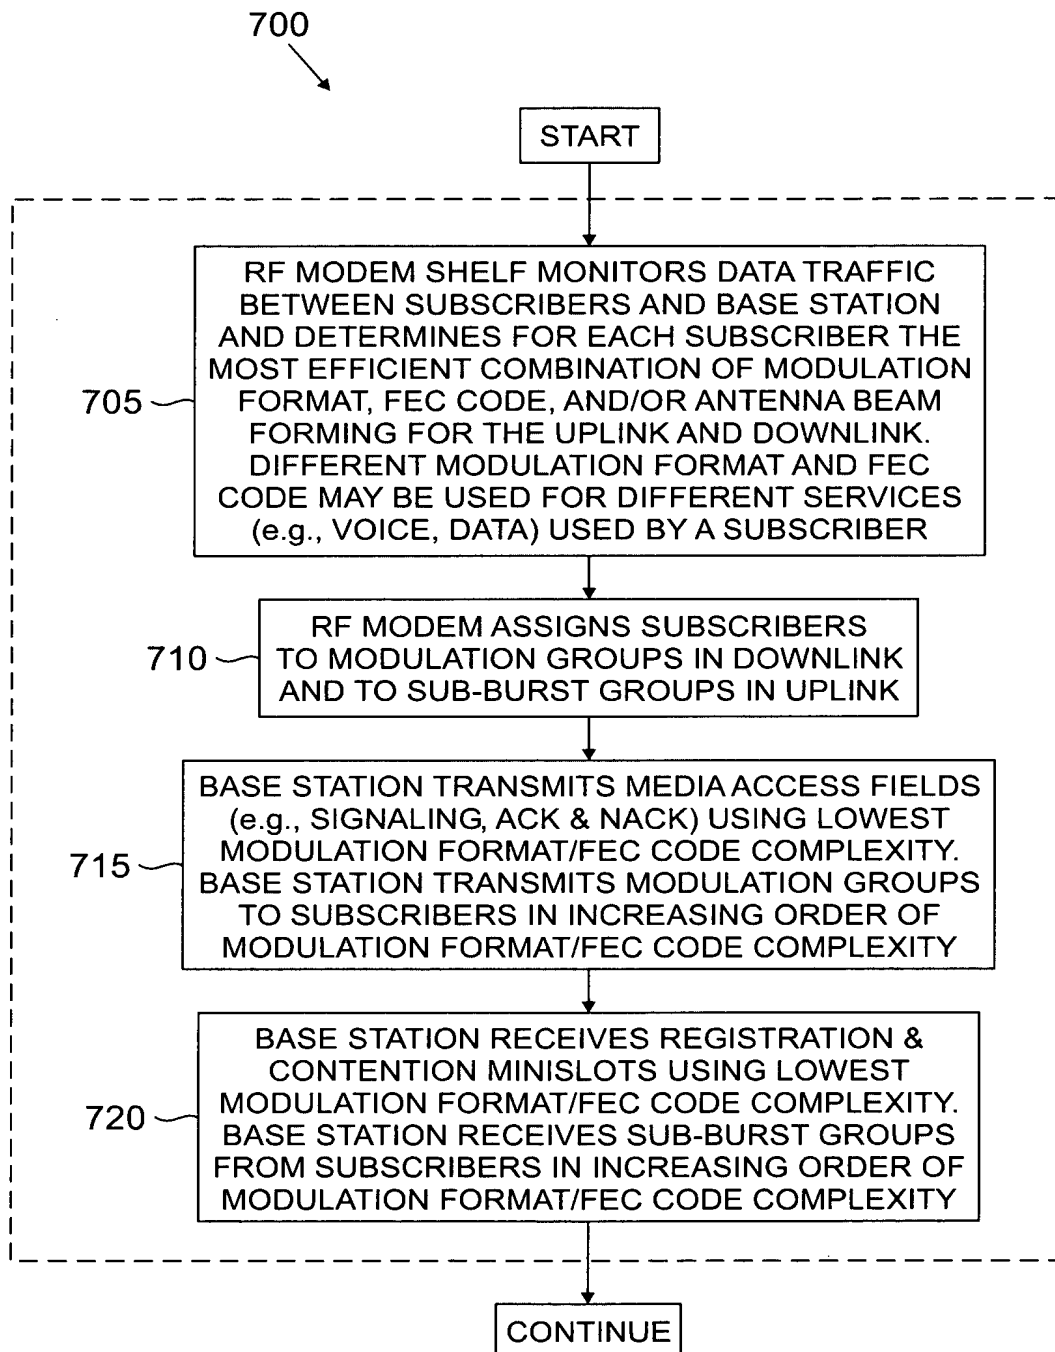 700
START
705
RF MODEM SHELF MONITORS DATA TRAFFIC
BETWEEN SUBSCRIBERS AND BASE STATION
AND DETERMINES FOR EACH SUBSCRIBER THE
MOST EFFICIENT COMBINATION OF MODULATION
FORMAT, FEC CODE, AND/OR ANTENNA BEAM
FORMING FOR THE UPLINK AND DOWNLINK.
DIFFERENT MODULATION FORMAT AND FEC
CODE MAY BE USED FOR DIFFERENT SERVICES
(e.g., VOICE, DATA) USED BY A SUBSCRIBER
710
RF MODEM ASSIGNS SUBSCRIBERS
TO MODULATION GROUPS IN DOWNLINK
AND TO SUB-BURST GROUPS IN UPLINK
715
BASE STATION TRANSMITS MEDIA ACCESS FIELDS
(e.g., SIGNALING, ACK & NACK) USING LOWEST
MODULATION FORMAT/FEC CODE COMPLEXITY.
BASE STATION TRANSMITS MODULATION GROUPS
TO SUBSCRIBERS IN INCREASING ORDER OF
MODULATION FORMAT/FEC CODE COMPLEXITY
720
BASE STATION RECEIVES REGISTRATION &
CONTENTION MINISLOTS USING LOWEST
MODULATION FORMAT/FEC CODE COMPLEXITY.
BASE STATION RECEIVES SUB-BURST GROUPS
FROM SUBSCRIBERS IN INCREASING ORDER OF
MODULATION FORMAT/FEC CODE COMPLEXITY
CONTINUE